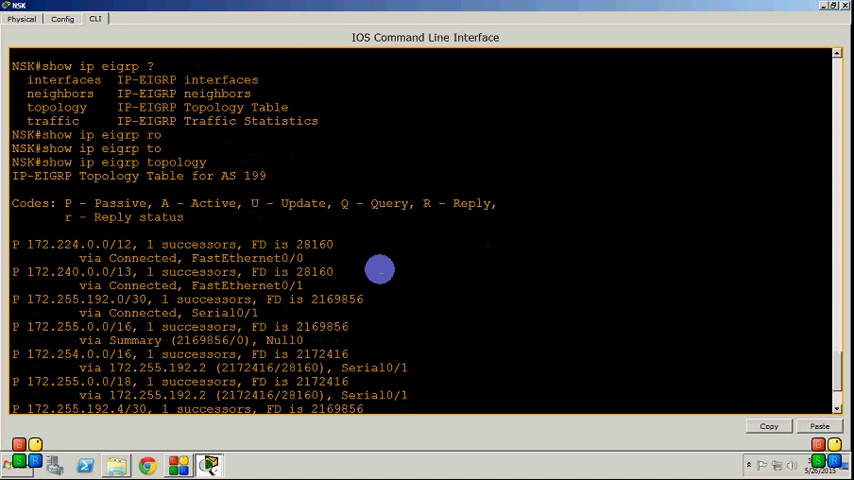 NSK
Physical Config CLI
IOS Command Line Interface
NSK#show ip eigrp ?
interfaces IP-EIGRP interfaces
neighbors IP-EIGRP neighbors
topology IP-EIGRP Topology Table
traffic IP-EIGRP Traffic Statistics
NSK#show ip eigrp ro
NSK#show ip eigrp to
NSK#show ip eigrp topology
IP-EIGRP Topology Table for AS 199
Codes: P - Passive, A - Active, U - Update, Q - Query, R - Reply,
r - Reply status
P 172.224.0.0/12, 1 successors, FD is 28160
via Connected, FastEthernet0/0
P 172.240.0.0/13, 1 successors, FD is 28160
via Connected, FastEthernet0/1
P 172.255.192.0/30, 1 successors, FD is 2169856
via Connected, Serial0/1
P 172.255.0.0/16, 1 successors, FD is 2169856
via Summary (2169856/0), Null0
P 172.254.0.0/16, 1 successors, FD is 2172416
via 172.255.192.2 (2172416/28160), Serial0/1
P 172.255.0.0/18, 1 successors, FD is 2172416
via 172.255.192.2 (2172416/28160), Serial0/1
P 172.255.192.4/30, 1 successors, FD is 2169856
Copy Paste
5/26/2015